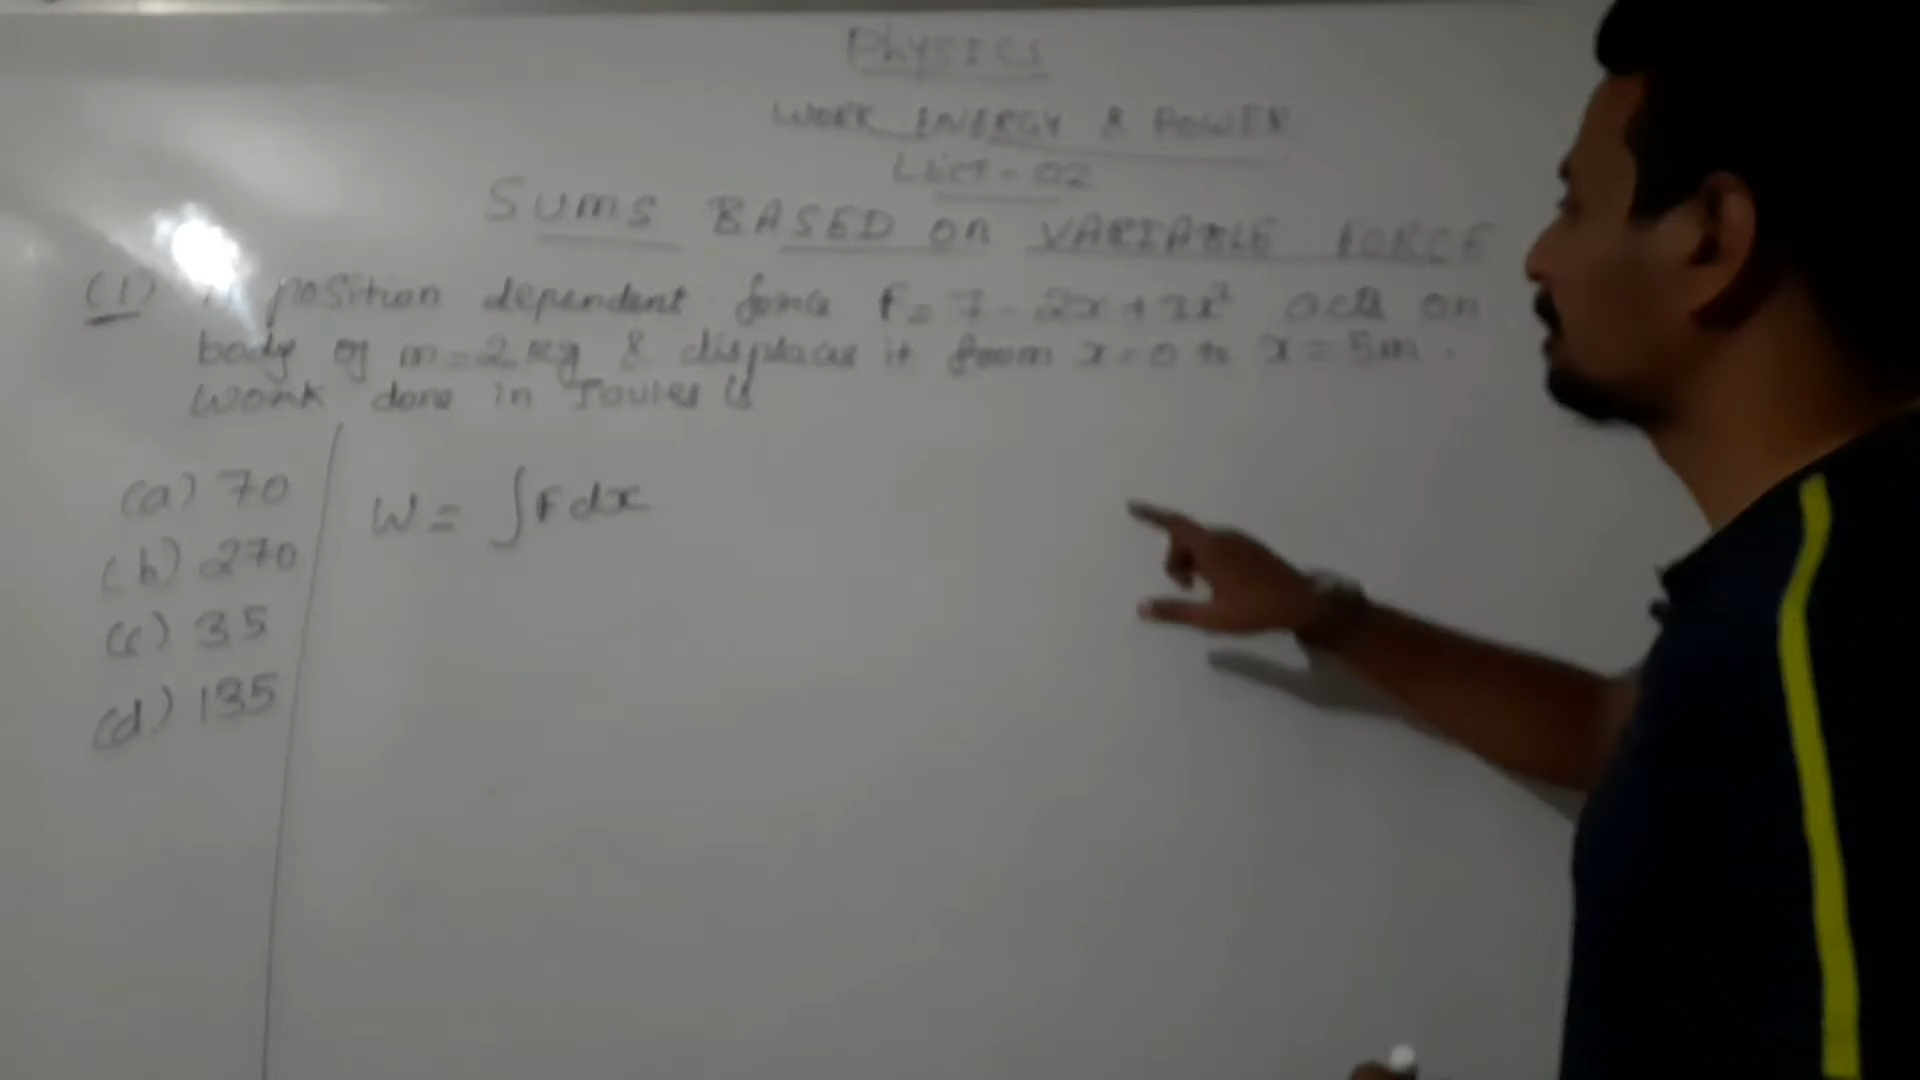 PHYSICS
WORK ENERGY & POWER
LECT - 02
SUMS BASED ON VARIABLE FORCE
(1) A position dependent force F = 7 - 2x + 3x² acts on
body of m = 2 kg & displaces it from x = 0 to x = 5m.
Work done in Joules is
(a) 70
(b) 270
(c) 35
(d) 135
W = ∫F dx